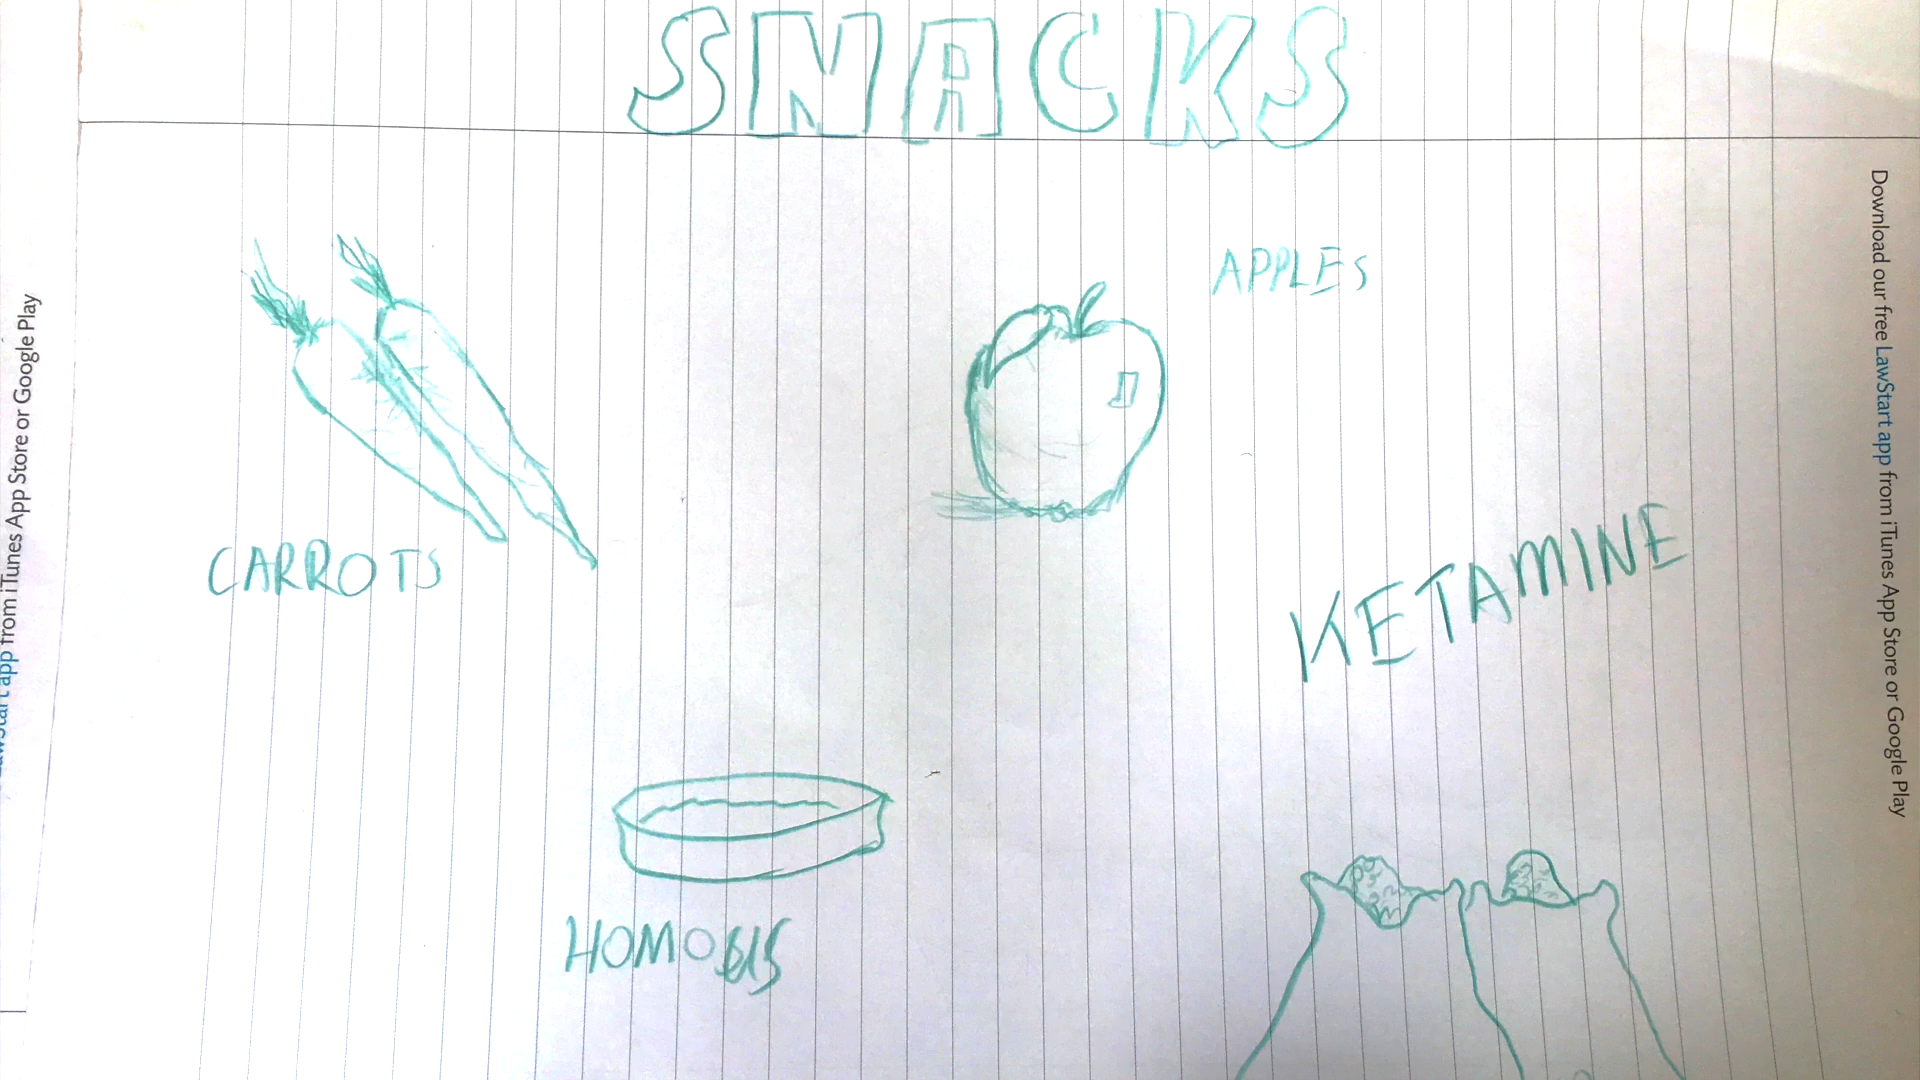 SNACKS
APPLES
CARROTS
KETAMINE
Download our free LawStart app from iTunes App Store or Google Play
app from iTunes App Store or Google Play